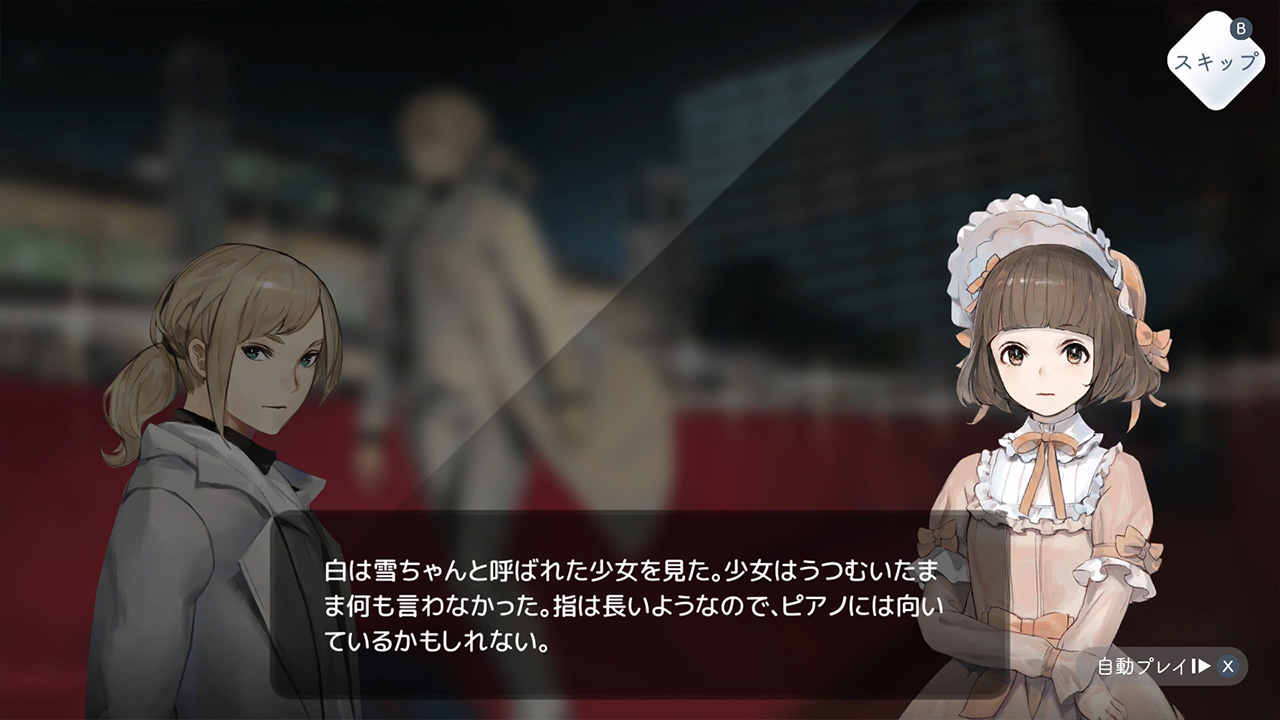 B
スキップ
白は雪ちゃんと呼ばれた少女を見た。少女はうつむいたま
ま何も言わなかった。指は長いようなので、ピアノには向い
ているかもしれない。
自動プレイ X